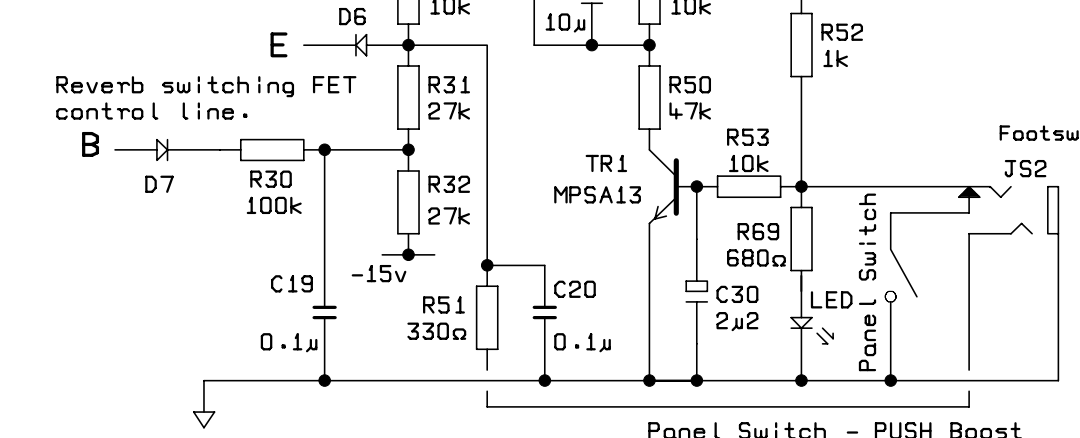 10k
10k
D6
10µ
R52
1k
E
Reverb switching FET
control line.
R31
27k
R50
47k
B
D7
R30
100k
R32
27k
TR1
MPSA13
R53
10k
Footsw
JS2
R69
680Ω
Panel Switch
-15v
C19
0.1µ
R51
330Ω
C20
0.1µ
C30
2µ2
LED
Panel Switch - PUSH Boost